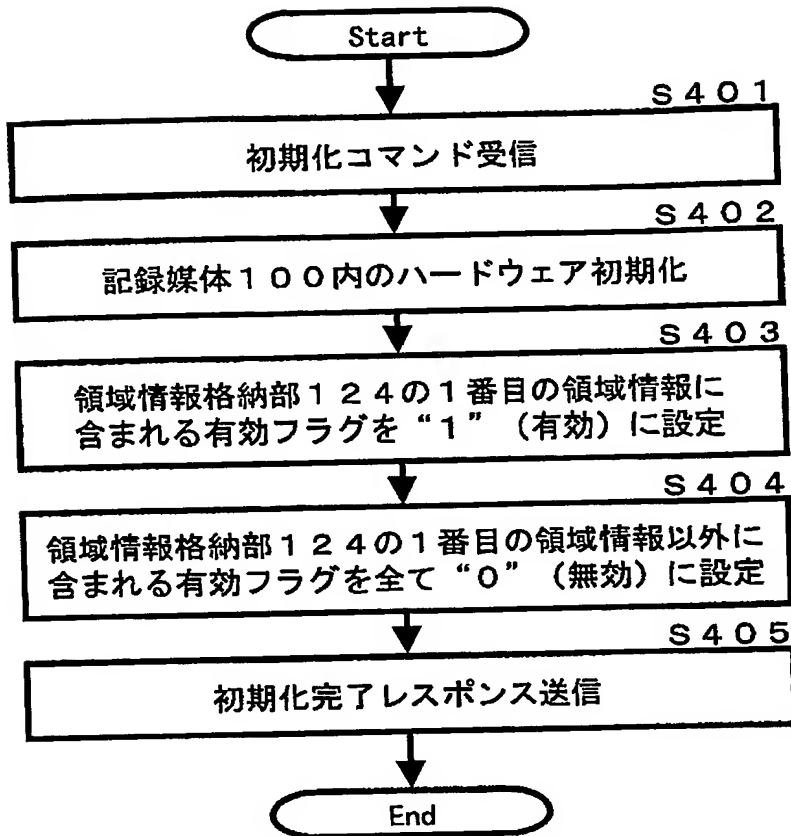 Start
S401
初期化コマンド受信
S402
記録媒体100内のハードウェア初期化
S403
領域情報格納部124の1番目の領域情報に
含まれる有効フラグを“1”(有効)に設定
S404
領域情報格納部124の1番目の領域情報以外に
含まれる有効フラグを全て“0”(無効)に設定
S405
初期化完了レスポンス送信
End